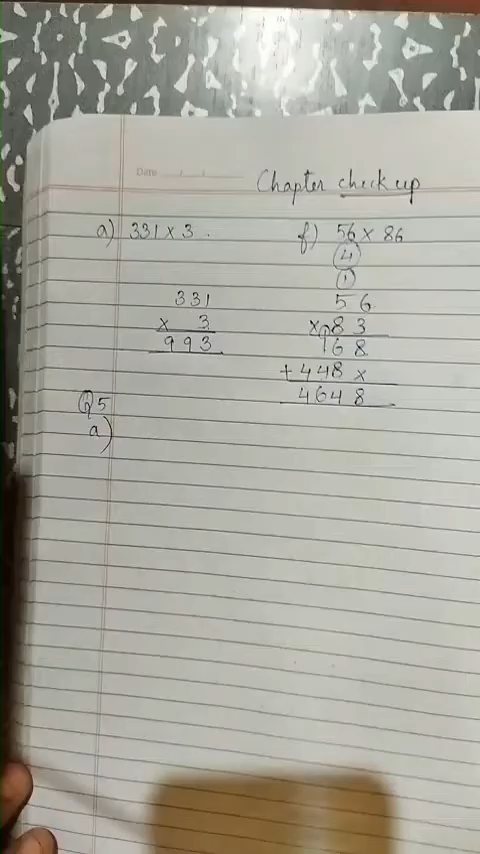 Date
Chapter check up
a) 331 x 3 .
f) 56 x 86
4
1
331
x 3
993
56
x 83
1
168
+ 448 x
4648
Q5
a)